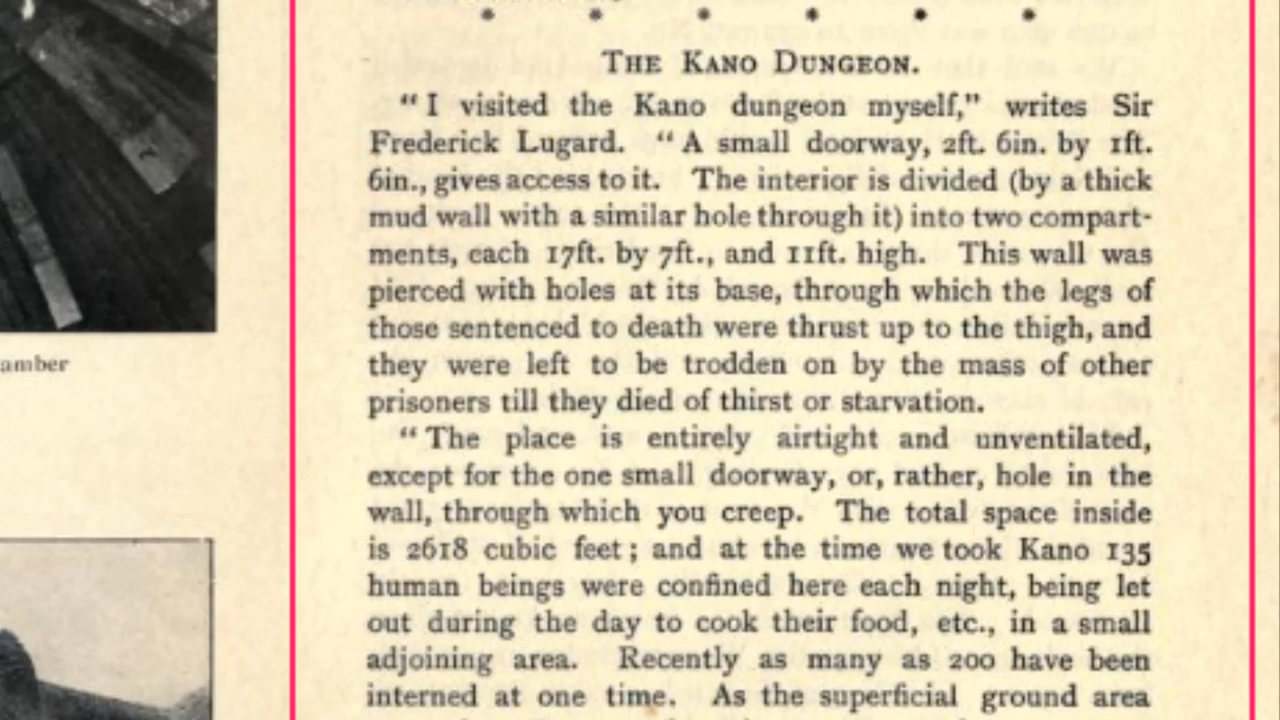 * * * * * *
THE KANO DUNGEON.
" I visited the Kano dungeon myself," writes Sir
Frederick Lugard. " A small doorway, 2ft. 6in. by 1ft.
6in., gives access to it. The interior is divided (by a thick
mud wall with a similar hole through it) into two compart-
ments, each 17ft. by 7ft., and 11ft. high. This wall was
pierced with holes at its base, through which the legs of
those sentenced to death were thrust up to the thigh, and
they were left to be trodden on by the mass of other
prisoners till they died of thirst or starvation.
" The place is entirely airtight and unventilated,
except for the one small doorway, or, rather, hole in the
wall, through which you creep. The total space inside
is 2618 cubic feet ; and at the time we took Kano 135
human beings were confined here each night, being let
out during the day to cook their food, etc., in a small
adjoining area. Recently as many as 200 have been
interned at one time. As the superficial ground area
amber